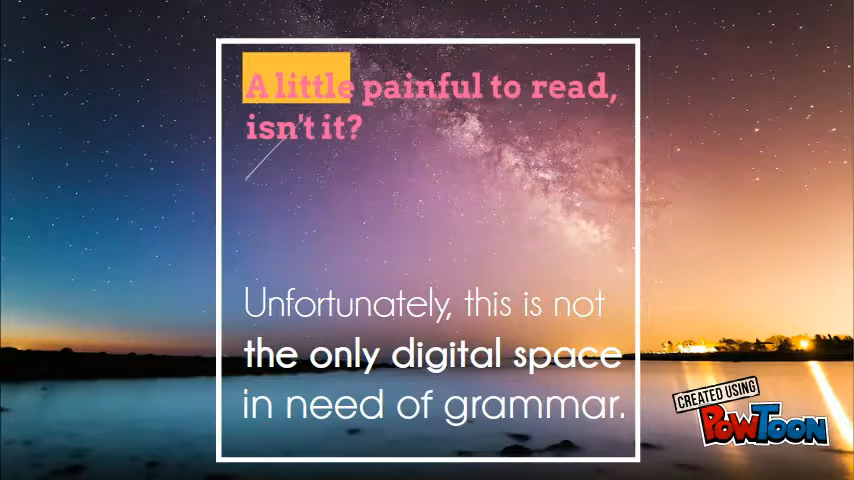 A little painful to read,
isn't it?
Unfortunately, this is not
the only digital space
in need of grammar.
CREATED USING
POWTOON